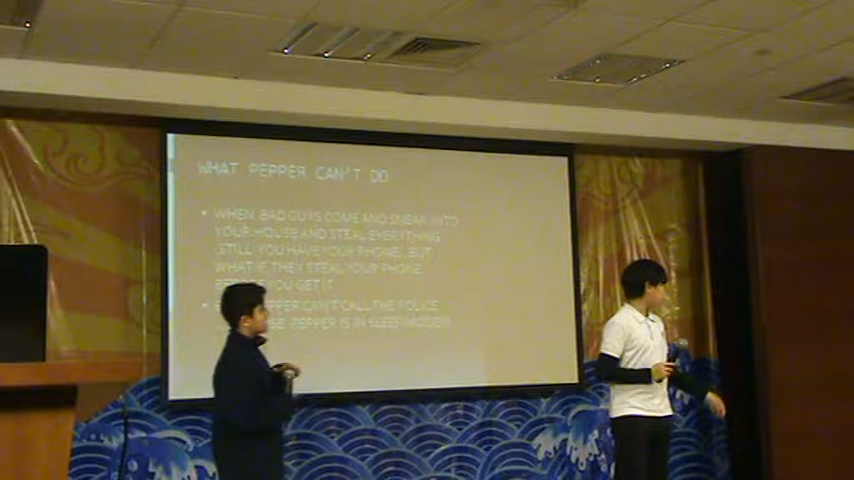 WHAT PEPPER CAN'T DO
• WHEN BAD GUYS COME AND SNEAK INTO
YOUR HOUSE AND STEAL EVERYTHING
.STILL YOU HAVE YOUR PHONE . BUT
WHAT IF THEY STEAL YOUR PHONE
YOU GET IT
CAN'T CALL THE POLICE
PEPPER IS IN SLEEP MODE!!